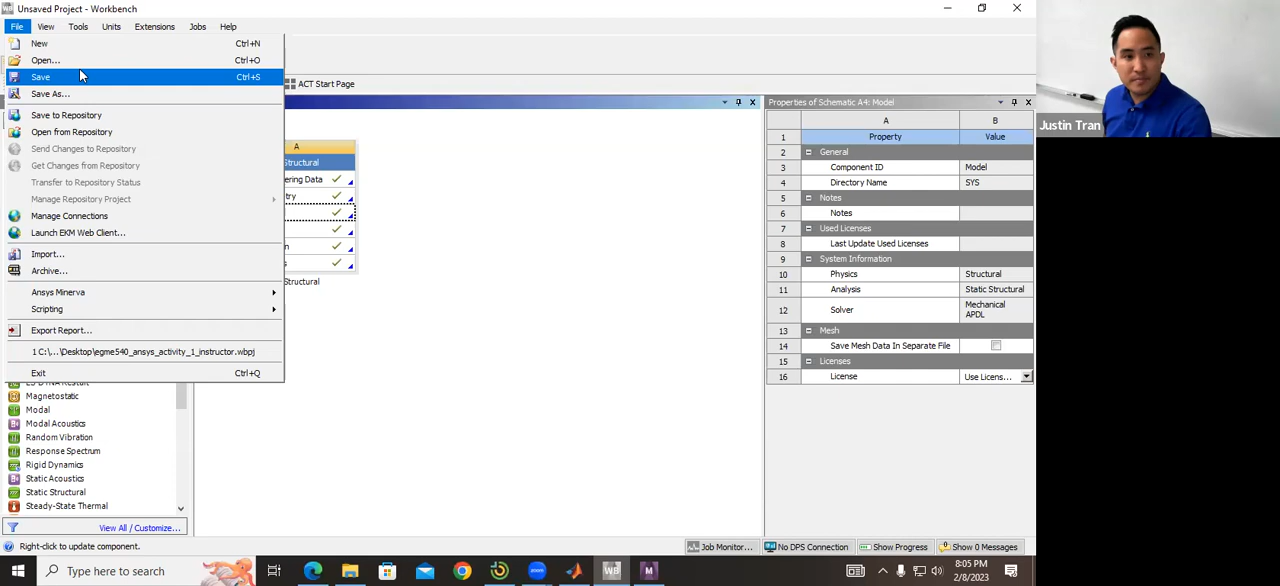 Unsaved Project - Workbench
File View Tools Units Extensions Jobs Help
New Ctrl+N
Open... Ctrl+O
Save Ctrl+S
Save As...
Save to Repository
Open from Repository
Send Changes to Repository
Get Changes from Repository
Transfer to Repository Status
Manage Repository Project
Manage Connections
Launch EKM Web Client...
Import...
Archive...
Ansys Minerva
Scripting
Export Report...
1 C:\...\Desktop\egme540_ansys_activity_1_instructor.wbpj
Exit Ctrl+Q
ACT Start Page
A
Structural
ering Data
try
n
s
Structural
Magnetostatic
Modal
Modal Acoustics
Random Vibration
Response Spectrum
Rigid Dynamics
Static Acoustics
Static Structural
Steady-State Thermal
View All / Customize...
Properties of Schematic A4: Model
A B
1 Property Value
2 General
3 Component ID Model
4 Directory Name SYS
5 Notes
6 Notes
7 Used Licenses
8 Last Update Used Licenses
9 System Information
10 Physics Structural
11 Analysis Static Structural
12 Solver Mechanical APDL
13 Mesh
14 Save Mesh Data In Separate File
15 Licenses
16 License Use Licens...
Justin Tran
Right-click to update component.
Job Monitor... No DPS Connection Show Progress Show 0 Messages
Type here to search
8:05 PM
2/8/2023